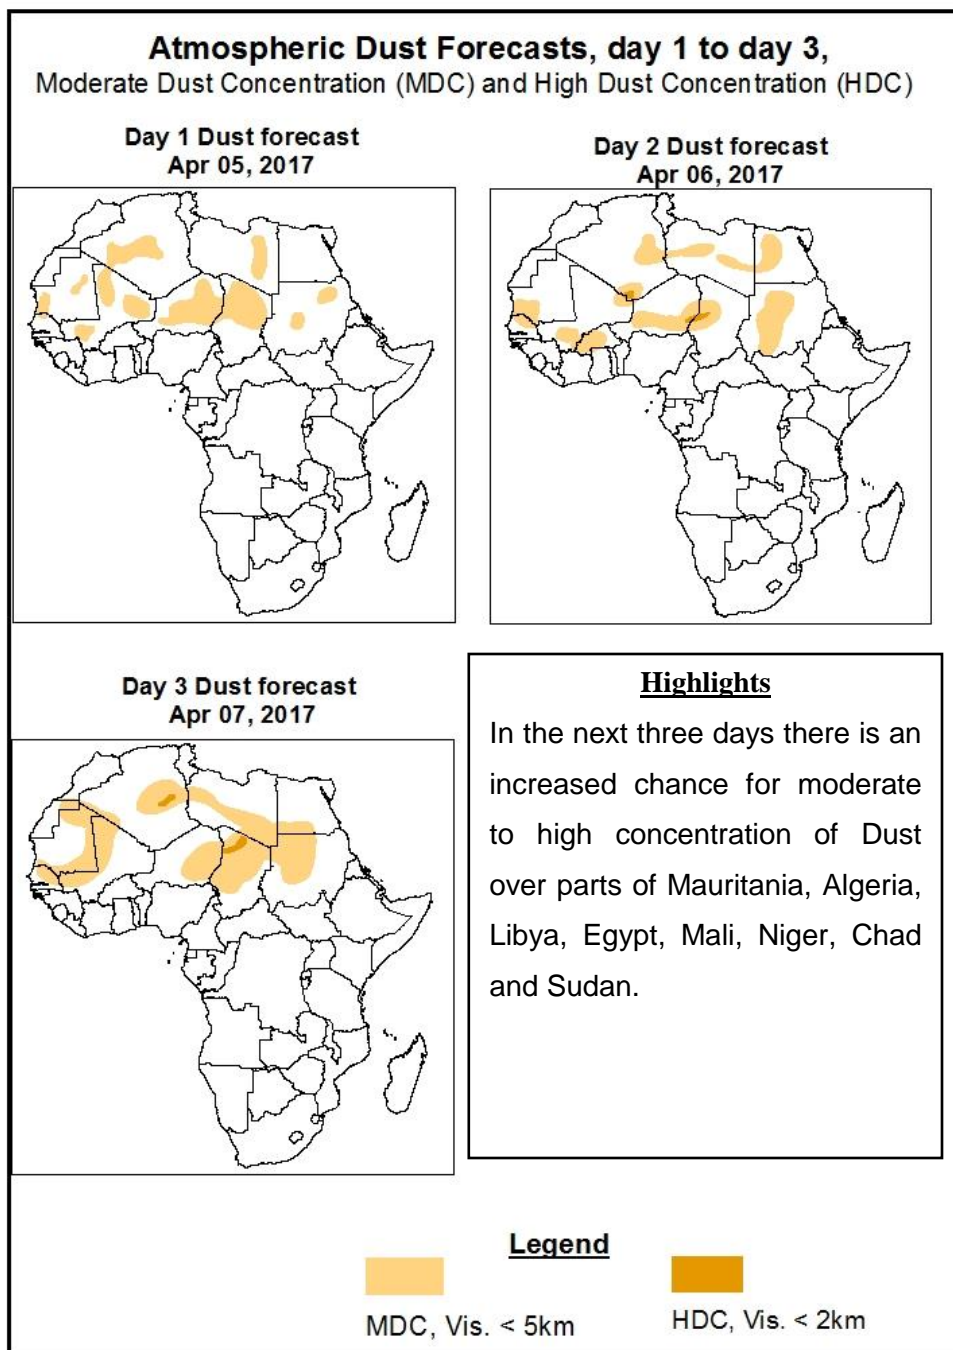 Atmospheric Dust Forecasts, day 1 to day 3,
Moderate Dust Concentration (MDC) and High Dust Concentration (HDC)
Day 1 Dust forecast
Apr 05, 2017
Day 2 Dust forecast
Apr 06, 2017
Day 3 Dust forecast
Apr 07, 2017
Highlights
In the next three days there is an
increased chance for moderate
to high concentration of Dust
over parts of Mauritania, Algeria,
Libya, Egypt, Mali, Niger, Chad
and Sudan.
Legend
MDC, Vis. < 5km
HDC, Vis. < 2km